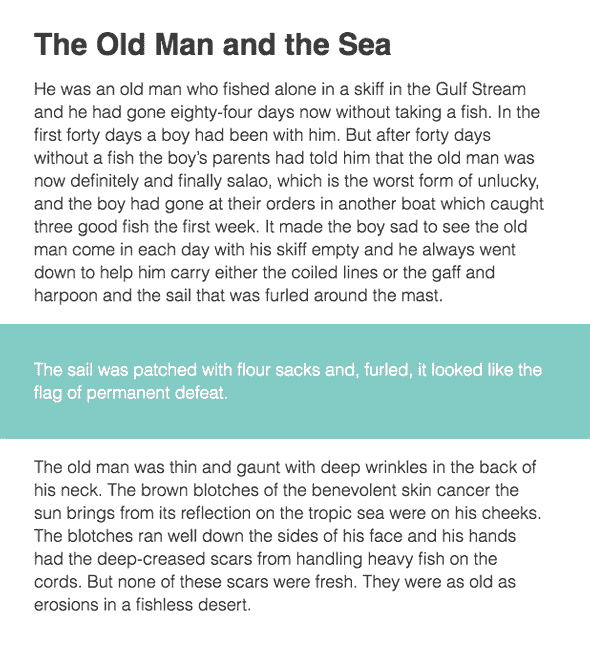 The Old Man and the Sea
He was an old man who fished alone in a skiff in the Gulf Stream
and he had gone eighty-four days now without taking a fish. In the
first forty days a boy had been with him. But after forty days
without a fish the boy’s parents had told him that the old man was
now definitely and finally salao, which is the worst form of unlucky,
and the boy had gone at their orders in another boat which caught
three good fish the first week. It made the boy sad to see the old
man come in each day with his skiff empty and he always went
down to help him carry either the coiled lines or the gaff and
harpoon and the sail that was furled around the mast.
The sail was patched with flour sacks and, furled, it looked like the
flag of permanent defeat.
The old man was thin and gaunt with deep wrinkles in the back of
his neck. The brown blotches of the benevolent skin cancer the
sun brings from its reflection on the tropic sea were on his cheeks.
The blotches ran well down the sides of his face and his hands
had the deep-creased scars from handling heavy fish on the
cords. But none of these scars were fresh. They were as old as
erosions in a fishless desert.